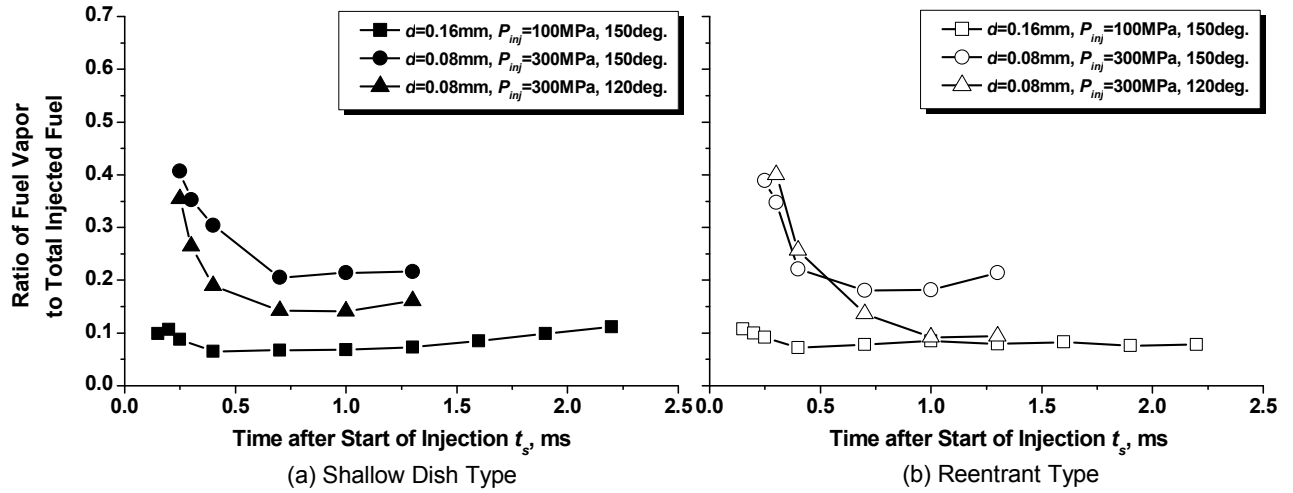 Ratio of Fuel Vapor
to Total Injected Fuel
0.7
0.6
0.5
0.4
0.3
0.2
0.1
0.0
d=0.16mm, Pinj=100MPa, 150deg.
d=0.08mm, Pinj=300MPa, 150deg.
d=0.08mm, Pinj=300MPa, 120deg.
0.0 0.5 1.0 1.5 2.0 2.5
Time after Start of Injection ts, ms
(a) Shallow Dish Type
d=0.16mm, Pinj=100MPa, 150deg.
d=0.08mm, Pinj=300MPa, 150deg.
d=0.08mm, Pinj=300MPa, 120deg.
0.0 0.5 1.0 1.5 2.0 2.5
Time after Start of Injection ts, ms
(b) Reentrant Type